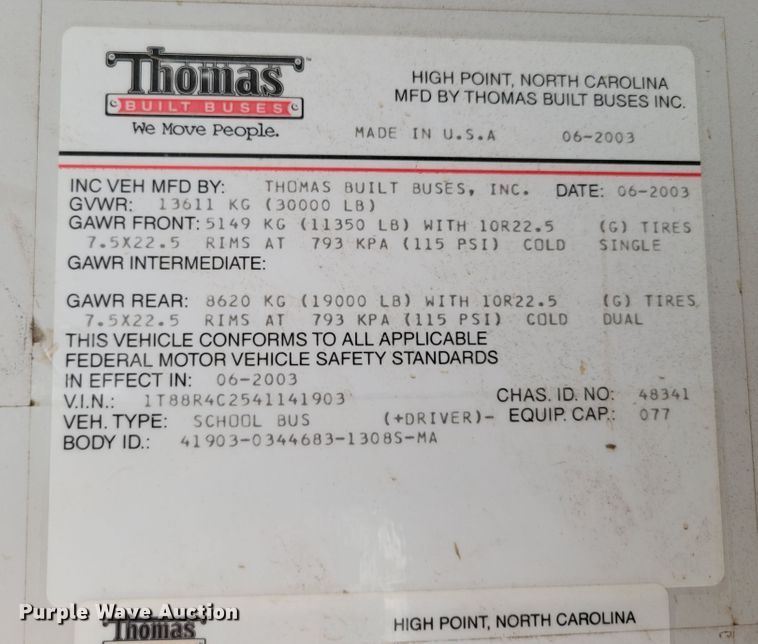 Thomas
BUILT BUSES
We Move People.
HIGH POINT, NORTH CAROLINA
MFD BY THOMAS BUILT BUSES INC.
MADE IN U.S.A 06-2003
INC VEH MFD BY: THOMAS BUILT BUSES, INC. DATE: 06-2003
GVWR: 13611 KG (30000 LB)
GAWR FRONT: 5149 KG (11350 LB) WITH 10R22.5 (G) TIRES
7.5X22.5 RIMS AT 793 KPA (115 PSI) COLD SINGLE
GAWR INTERMEDIATE:
GAWR REAR: 8620 KG (19000 LB) WITH 10R22.5 (G) TIRES
7.5X22.5 RIMS AT 793 KPA (115 PSI) COLD DUAL
THIS VEHICLE CONFORMS TO ALL APPLICABLE
FEDERAL MOTOR VEHICLE SAFETY STANDARDS
IN EFFECT IN: 06-2003
V.I.N.: 1T88R4C2541141903 CHAS. ID. NO: 48341
VEH. TYPE: SCHOOL BUS (+DRIVER)- EQUIP. CAP.: 077
BODY ID.: 41903-0344683-1308S-MA
Purple Wave Auction
Thomas
HIGH POINT, NORTH CAROLINA